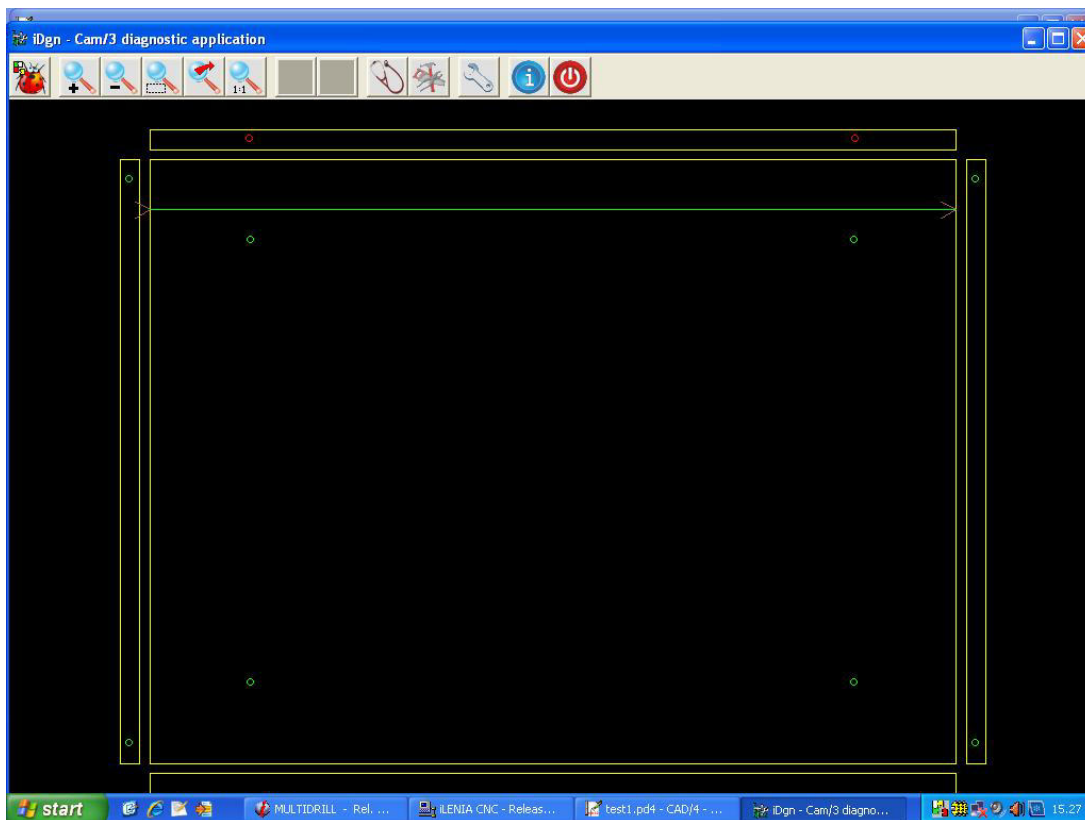 iDgn - Cam/3 diagnostic application
1:1
start
MULTIDRILL - Rel. ...
iLENIA CNC - Releas...
test1.pd4 - CAD/4 - ...
iDgn - Cam/3 diagno...
15.27